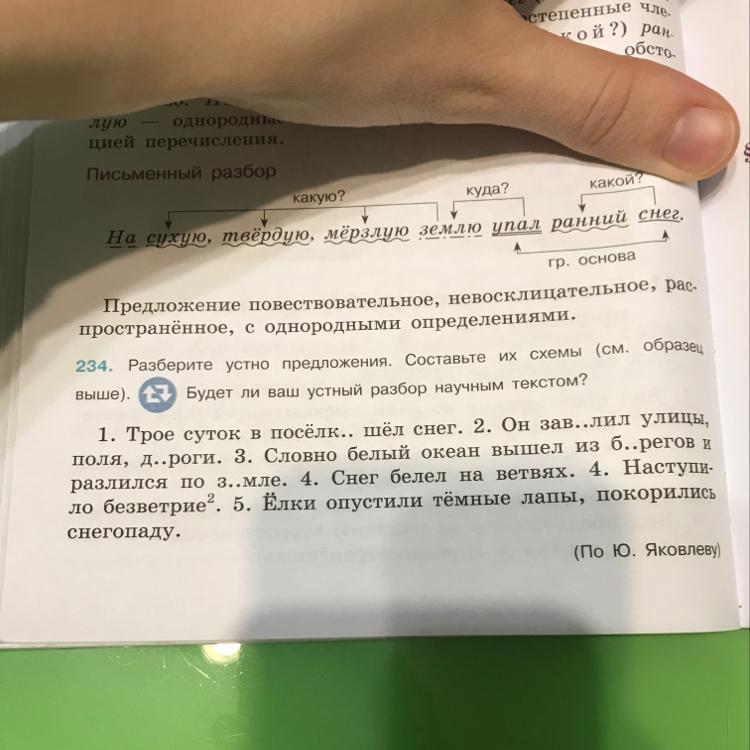 степенные чле-
кой?) ран-
обсто-
лую — однородные
цией перечисления.
Письменный разбор
какую? куда? какой?
На сухую, твёрдую, мёрзлую землю упал ранний снег.
гр. основа
Предложение повествовательное, невосклицательное, рас-
пространённое, с однородными определениями.
234. Разберите устно предложения. Составьте их схемы (см. образец
выше). Будет ли ваш устный разбор научным текстом?
1. Трое суток в посёлк.. шёл снег. 2. Он зав..лил улицы,
поля, д..роги. 3. Словно белый океан вышел из б..регов и
разлился по з..мле. 4. Снег белел на ветвях. 4. Наступи-
ло безветрие². 5. Ёлки опустили тёмные лапы, покорились
снегопаду.
(По Ю. Яковлеву)